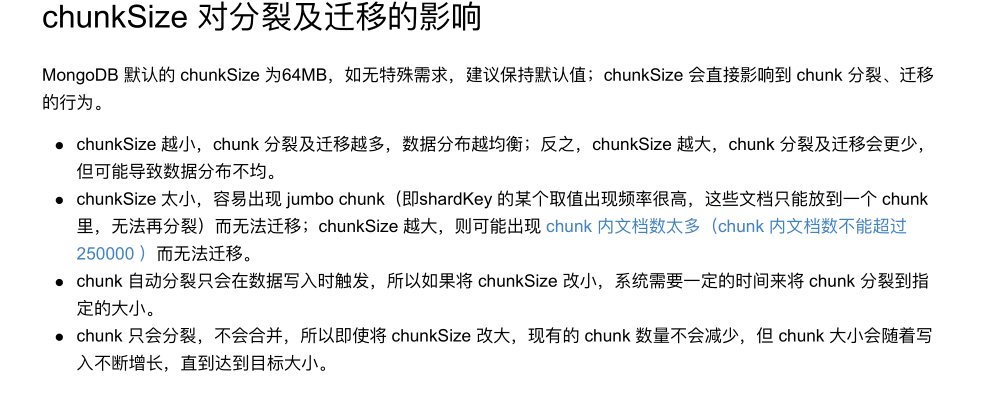 chunkSize 对分裂及迁移的影响
MongoDB 默认的 chunkSize 为64MB，如无特殊需求，建议保持默认值；chunkSize 会直接影响到 chunk 分裂、迁移
的行为。
● chunkSize 越小，chunk 分裂及迁移越多，数据分布越均衡；反之，chunkSize 越大，chunk 分裂及迁移会更少，
但可能导致数据分布不均。
● chunkSize 太小，容易出现 jumbo chunk（即shardKey 的某个取值出现频率很高，这些文档只能放到一个 chunk
里，无法再分裂）而无法迁移；chunkSize 越大，则可能出现 chunk 内文档数太多（chunk 内文档数不能超过
250000 ）而无法迁移。
● chunk 自动分裂只会在数据写入时触发，所以如果将 chunkSize 改小，系统需要一定的时间来将 chunk 分裂到指
定的大小。
● chunk 只会分裂，不会合并，所以即使将 chunkSize 改大，现有的 chunk 数量不会减少，但 chunk 大小会随着写
入不断增长，直到达到目标大小。